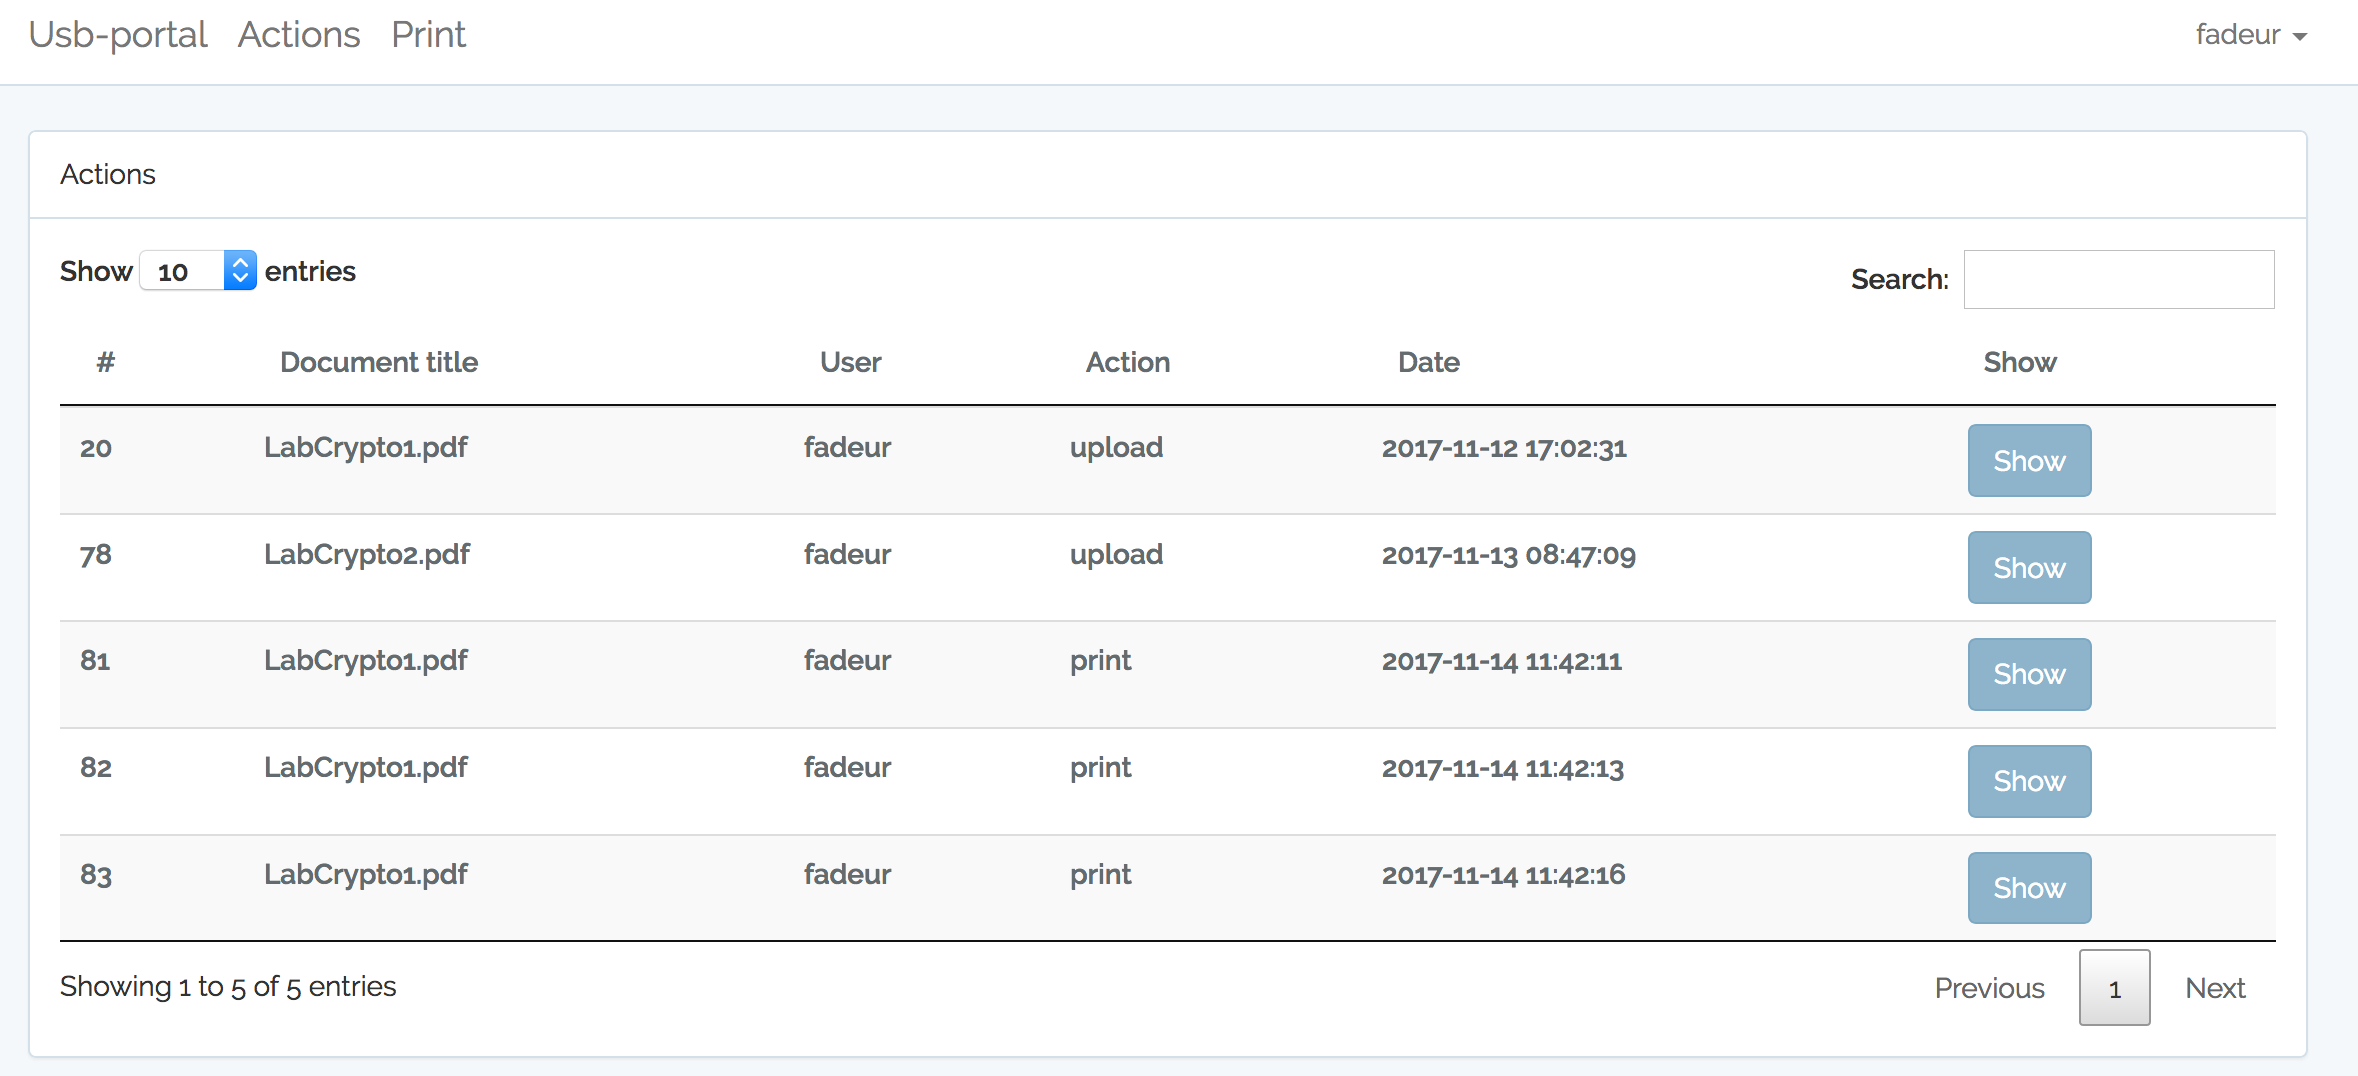 Usb-portal Actions Print fadeur
Actions
Show 10 entries Search:
# Document title User Action Date Show
20 LabCrypto1.pdf fadeur upload 2017-11-12 17:02:31 Show
78 LabCrypto2.pdf fadeur upload 2017-11-13 08:47:09 Show
81 LabCrypto1.pdf fadeur print 2017-11-14 11:42:11 Show
82 LabCrypto1.pdf fadeur print 2017-11-14 11:42:13 Show
83 LabCrypto1.pdf fadeur print 2017-11-14 11:42:16 Show
Showing 1 to 5 of 5 entries Previous 1 Next